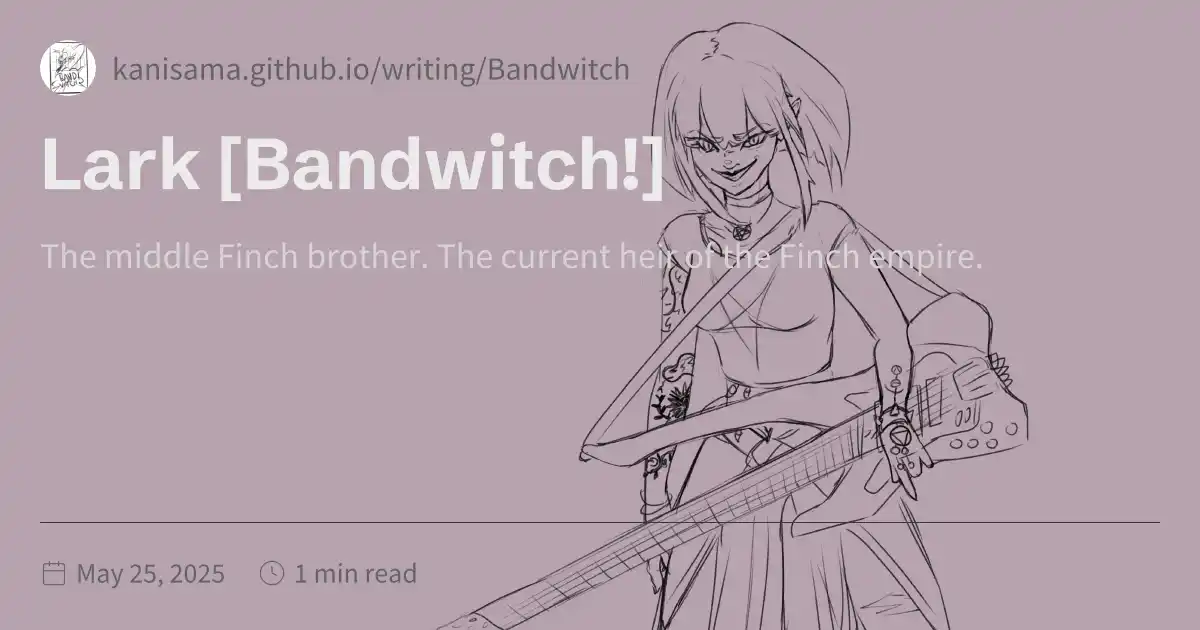 kanisama.github.io/writing/Bandwitch
Lark [Bandwitch!]
The middle Finch brother. The current heir of the Finch empire.
May 25, 2025
1 min read